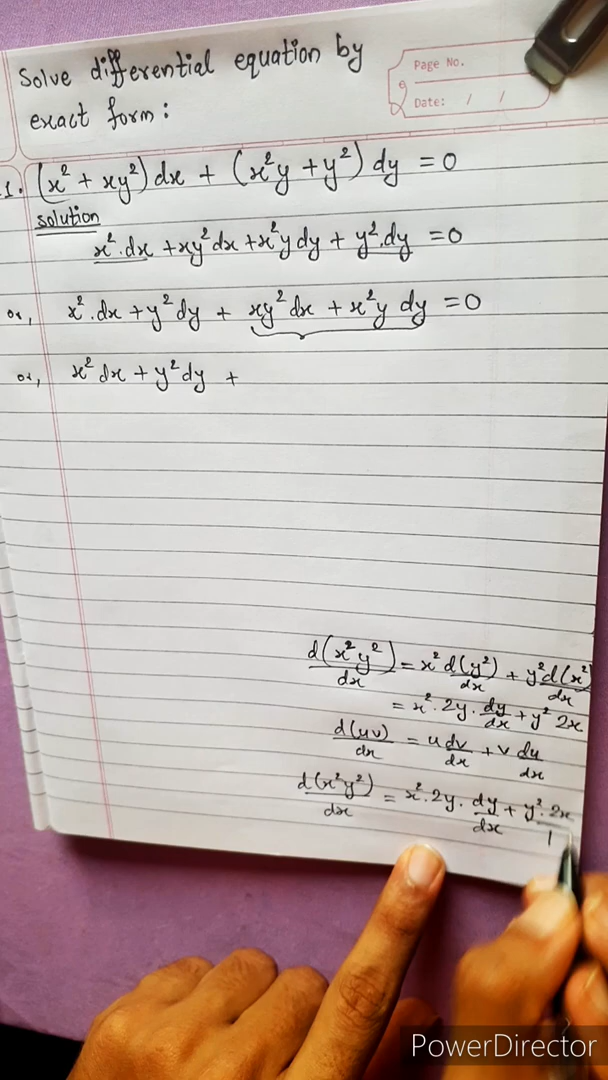 Solve differential equation by
exact form:
Page No.
Date: / /
1. (x² + xy²) dx + (x²y + y²) dy = 0
solution
x².dx + xy²dx + x²y dy + y².dy = 0
or, x².dx + y²dy + xy²dx + x²y dy = 0
or, x²dx + y²dy +
d(x²y²)/dx = x² d(y²)/dx + y²d(x²)/dx
= x².2y.dy/dx + y² 2x
d(uv)/dx = u dv/dx + v du/dx
d(x²y²)/dx = x².2y.dy/dx + y².2x/1
PowerDirector